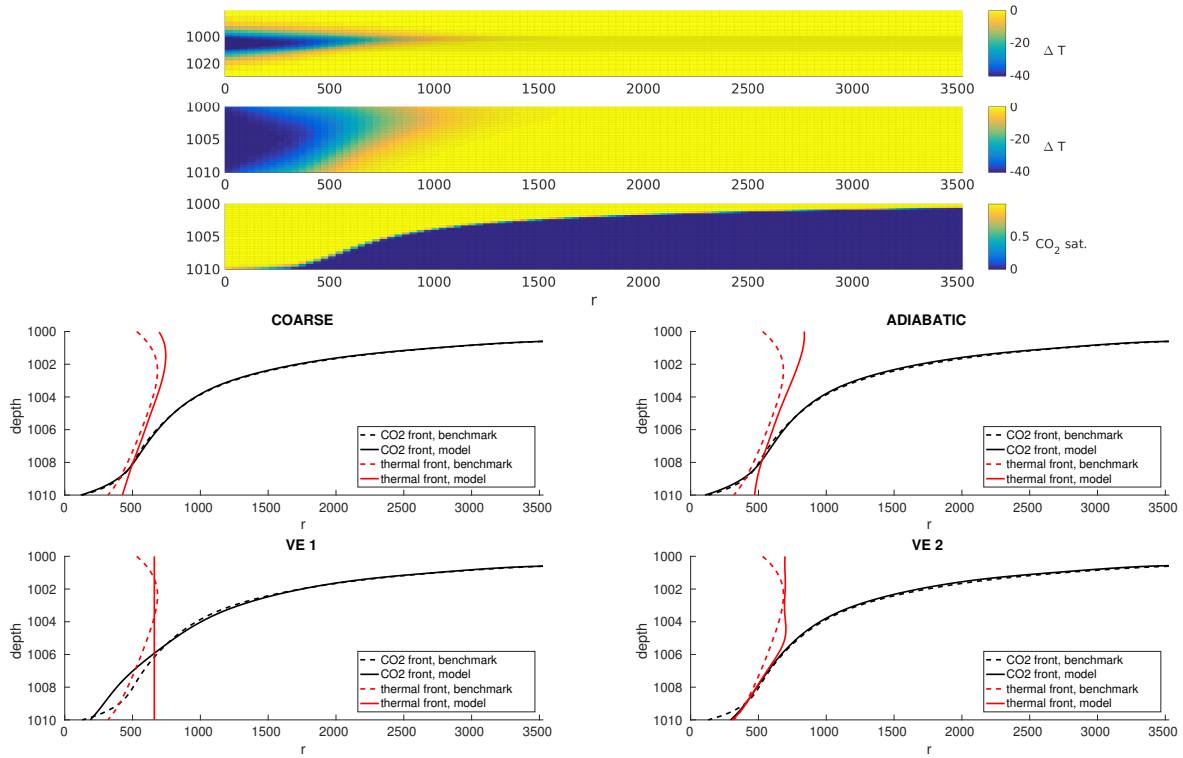 1000
1020
0 500 1000 1500 2000 2500 3000 3500
0
-20
-40
Δ T
1000
1005
1010
0 500 1000 1500 2000 2500 3000 3500
0
-20
-40
Δ T
1000
1005
1010
0 500 1000 1500 2000 2500 3000 3500
r
0.5
0
CO2 sat.
COARSE
depth
1000
1002
1004
1006
1008
1010
0 500 1000 1500 2000 2500 3000 3500
r
CO2 front, benchmark
CO2 front, model
thermal front, benchmark
thermal front, model
ADIABATIC
depth
1000
1002
1004
1006
1008
1010
0 500 1000 1500 2000 2500 3000 3500
r
CO2 front, benchmark
CO2 front, model
thermal front, benchmark
thermal front, model
VE 1
depth
1000
1002
1004
1006
1008
1010
0 500 1000 1500 2000 2500 3000 3500
r
CO2 front, benchmark
CO2 front, model
thermal front, benchmark
thermal front, model
VE 2
depth
1000
1002
1004
1006
1008
1010
0 500 1000 1500 2000 2500 3000 3500
r
CO2 front, benchmark
CO2 front, model
thermal front, benchmark
thermal front, model